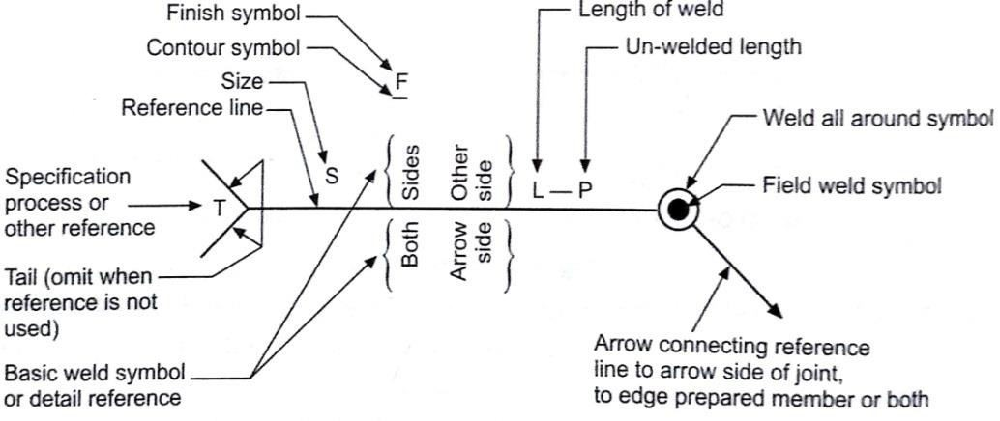 Finish symbol
Contour symbol
Size
Reference line
F
S
Length of weld
Un-welded length
Weld all around symbol
Field weld symbol
Specification
process or
other reference
T
Sides
Both
Other
side
Arrow
side
L — P
Tail (omit when
reference is not
used)
Basic weld symbol
or detail reference
Arrow connecting reference
line to arrow side of joint,
to edge prepared member or both